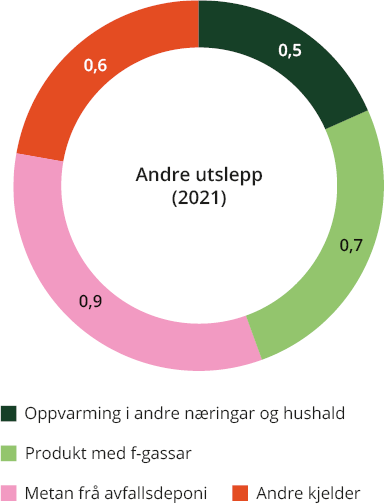 0,6
0,5
Andre utslepp
(2021)
0,7
0,9
Oppvarming i andre næringar og hushald
Produkt med f-gassar
Metan frå avfallsdeponi
Andre kjelder